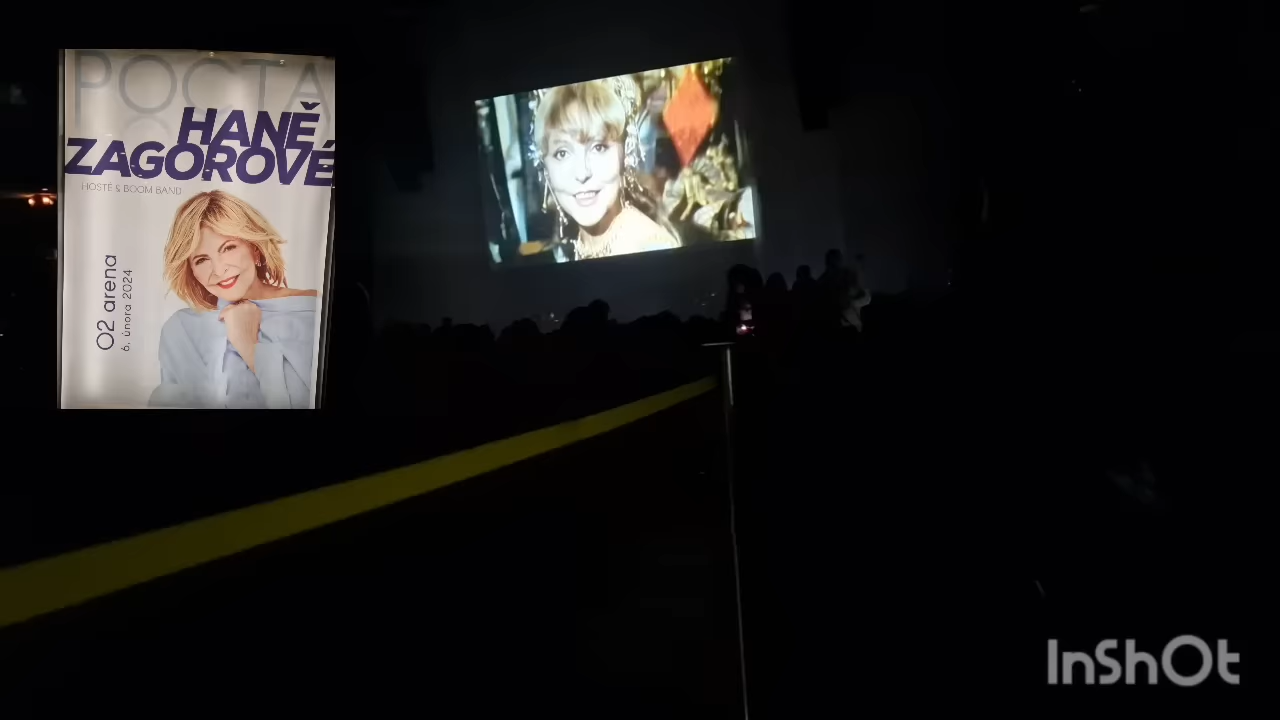 POCTA
HANĚ
ZAGOROVÉ
HOSTÉ & BOOM BAND
O2 arena
6. února 2024
InShOt